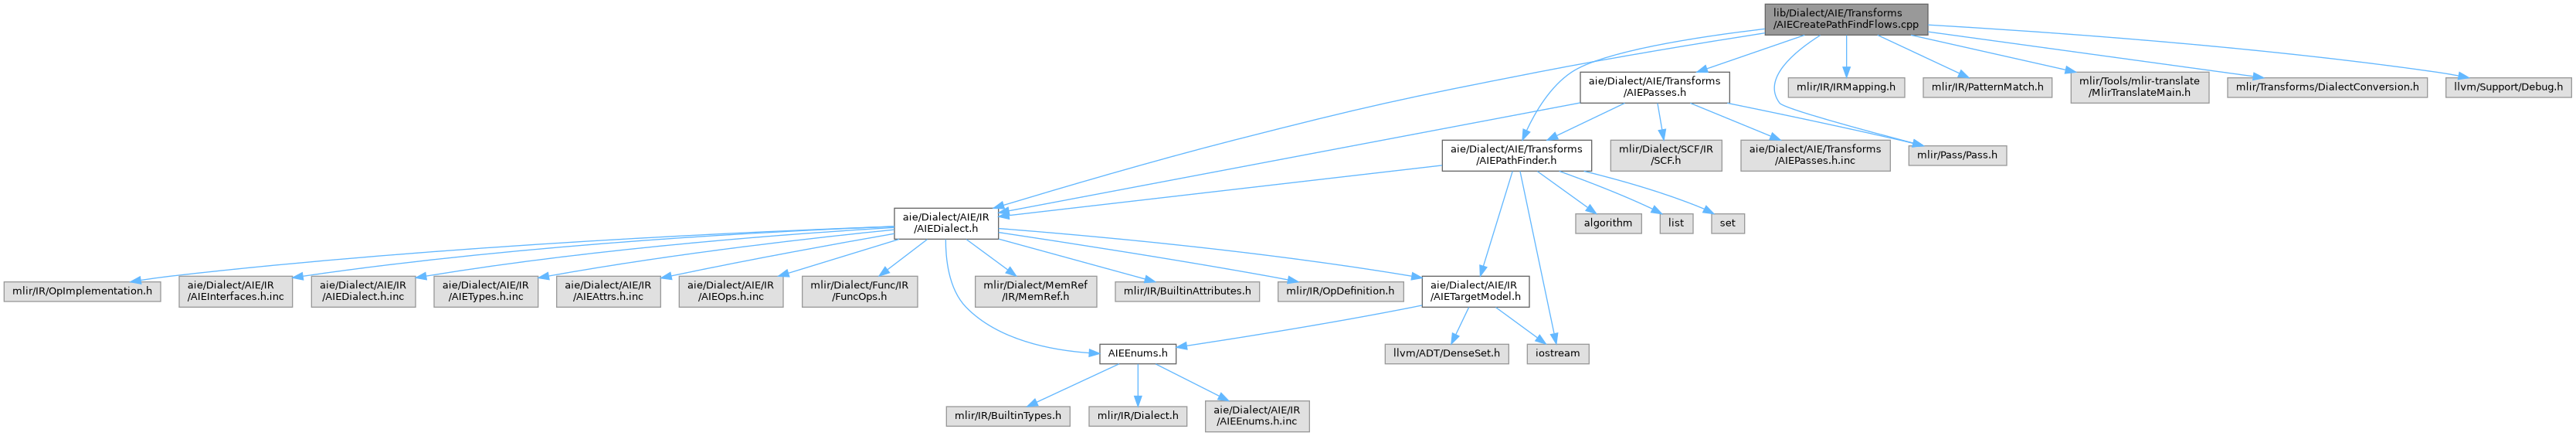 lib/Dialect/AIE/Transforms
/AIECreatePathFindFlows.cpp
aie/Dialect/AIE/Transforms
/AIEPasses.h
mlir/IR/IRMapping.h
mlir/IR/PatternMatch.h
mlir/Tools/mlir-translate
/MlirTranslateMain.h
mlir/Transforms/DialectConversion.h
llvm/Support/Debug.h
aie/Dialect/AIE/Transforms
/AIEPathFinder.h
mlir/Dialect/SCF/IR
/SCF.h
aie/Dialect/AIE/Transforms
/AIEPasses.h.inc
mlir/Pass/Pass.h
aie/Dialect/AIE/IR
/AIEDialect.h
algorithm
list
set
mlir/IR/OpImplementation.h
aie/Dialect/AIE/IR
/AIEInterfaces.h.inc
aie/Dialect/AIE/IR
/AIEDialect.h.inc
aie/Dialect/AIE/IR
/AIETypes.h.inc
aie/Dialect/AIE/IR
/AIEAttrs.h.inc
aie/Dialect/AIE/IR
/AIEOps.h.inc
mlir/Dialect/Func/IR
/FuncOps.h
mlir/Dialect/MemRef
/IR/MemRef.h
mlir/IR/BuiltinAttributes.h
mlir/IR/OpDefinition.h
aie/Dialect/AIE/IR
/AIETargetModel.h
AIEEnums.h
llvm/ADT/DenseSet.h
iostream
mlir/IR/BuiltinTypes.h
mlir/IR/Dialect.h
aie/Dialect/AIE/IR
/AIEEnums.h.inc